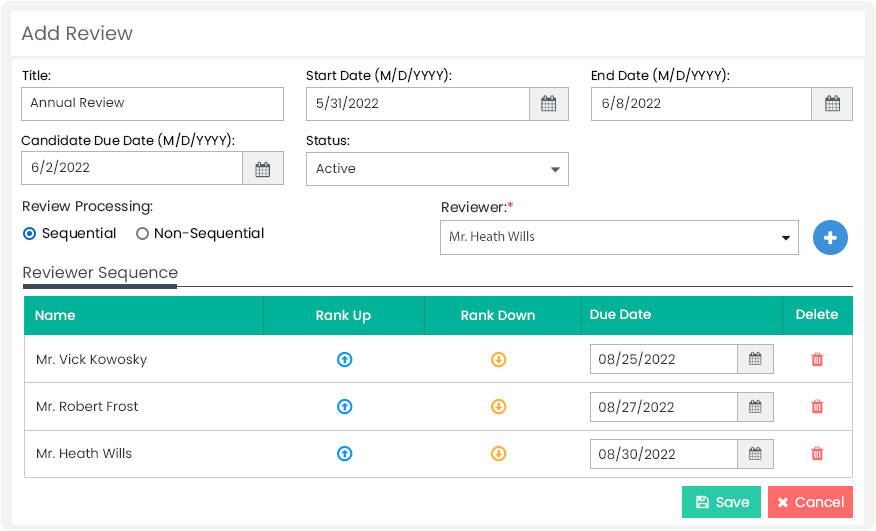 Add Review
Title: Start Date (M/D/YYYY): End Date (M/D/YYYY):
Annual Review 5/31/2022 6/8/2022
Candidate Due Date (M/D/YYYY): Status:
6/2/2022 Active
Review Processing: Reviewer:*
Sequential Non-Sequential Mr. Heath Wills
Reviewer Sequence
Name Rank Up Rank Down Due Date Delete
Mr. Vick Kowosky 08/25/2022
Mr. Robert Frost 08/27/2022
Mr. Heath Wills 08/30/2022
Save Cancel